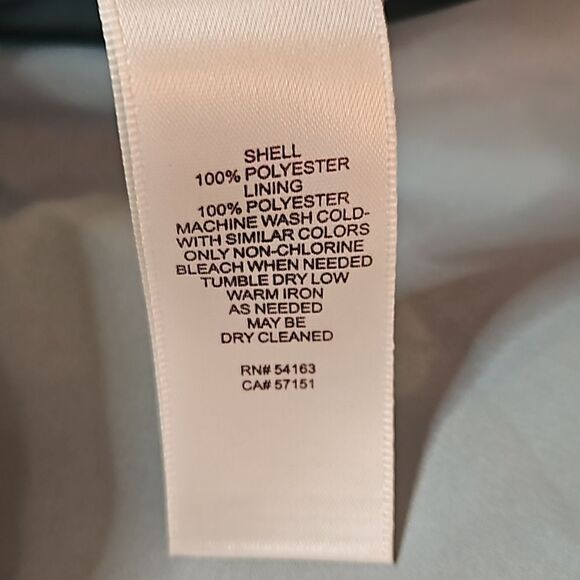 SHELL
100% POLYESTER
LINING
100% POLYESTER
MACHINE WASH COLD-
WITH SIMILAR COLORS
ONLY NON-CHLORINE
BLEACH WHEN NEEDED
TUMBLE DRY LOW
WARM IRON
AS NEEDED
MAY BE
DRY CLEANED
RN# 54163
CA# 57151